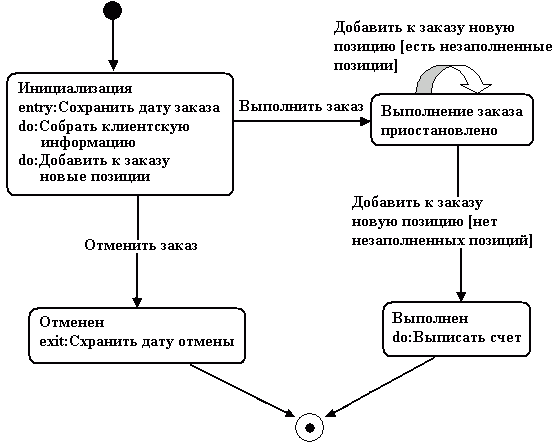 Добавить к заказу новую
позицию [есть незаполненные
позиции]
Инициализация
entry:Сохранить дату заказа
do:Собрать клиентскую
информацию
do:Добавить к заказу
новые позиции
Выполнить заказ
Выполнение заказа
приостановлено
Добавить к заказу
новую позицию [нет
незаполненных позиций]
Отменить заказ
Отменен
exit:Схранить дату отмены
Выполнен
do:Выписать счет